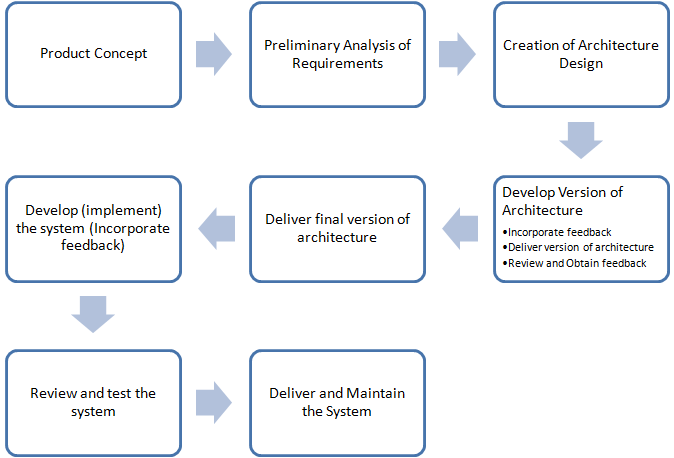 Product Concept
Preliminary Analysis of
Requirements
Creation of Architecture
Design
Develop Version of
Architecture
•Incorporate feedback
•Deliver version of architecture
•Review and Obtain feedback
Deliver final version of
architecture
Develop (implement)
the system (Incorporate
feedback)
Review and test the
system
Deliver and Maintain
the System